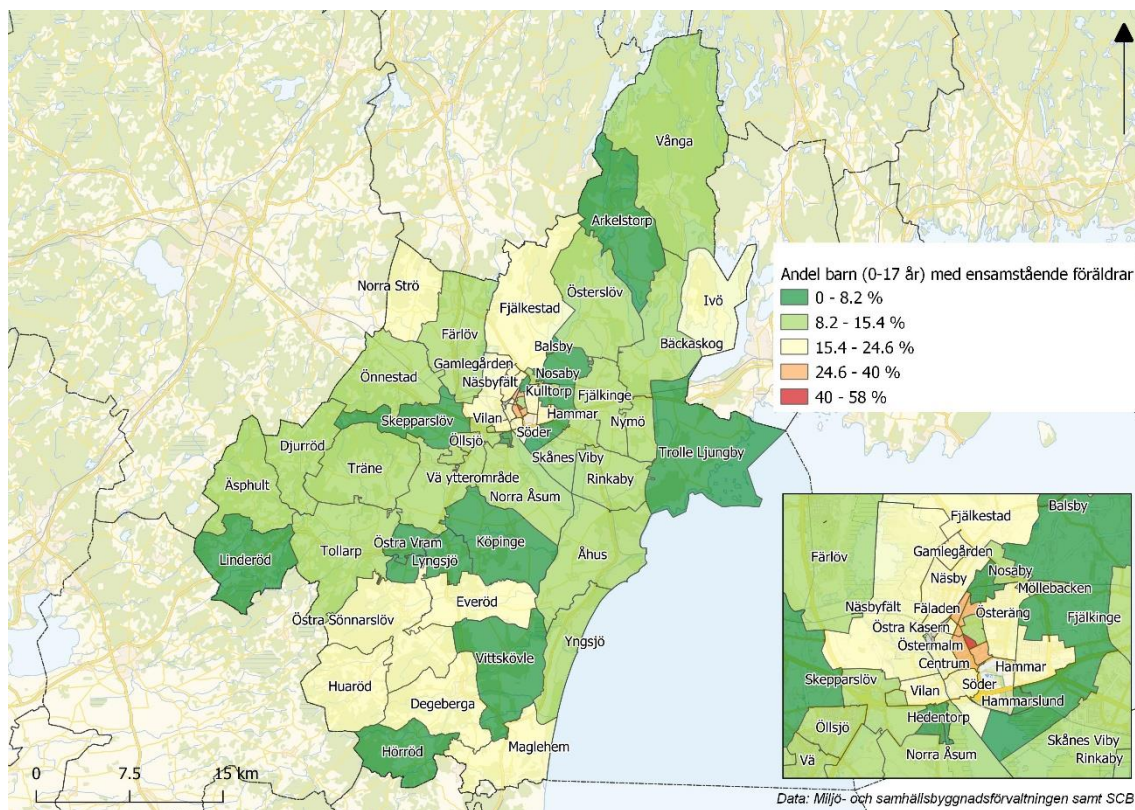 Vånga
Arkelstorp
Norra Strö
Fjälkestad
Österslöv
Ivö
Färlöv
Balsby
Bäckaskog
Gamlegården
Nosaby
Önnestad
Näsbyfält
Kulltorp
Fjälkinge
Skepparslöv
Vilan
Hammar
Nymö
Öllsjö
Söder
Djurröd
Skånes Viby
Trolle Ljungby
Träne
Vä ytterområde
Rinkaby
Äsphult
Norra Åsum
Östra Vram
Köpinge
Linderöd
Tollarp
Lyngsjö
Åhus
Everöd
Östra Sönnarslöv
Yngsjö
Vittskövle
Huaröd
Degeberga
Hörröd
Maglehem
Andel barn (0-17 år) med ensamstående föräldrar
0 - 8.2 %
8.2 - 15.4 %
15.4 - 24.6 %
24.6 - 40 %
40 - 58 %
Balsby
Fjälkestad
Färlöv
Gamlegården
Nosaby
Näsby
Möllebacken
Näsbyfält
Fäladen
Österäng
Fjälkinge
Östra Kasern
Östermalm
Centrum
Hammar
Skepparslöv
Vilan
Söder
Hammarslund
Hedentorp
Öllsjö
Skånes Viby
Vä
Norra Åsum
Rinkaby
0 7.5 15 km
Data: Miljö- och samhällsbyggnadsförvaltningen samt SCB